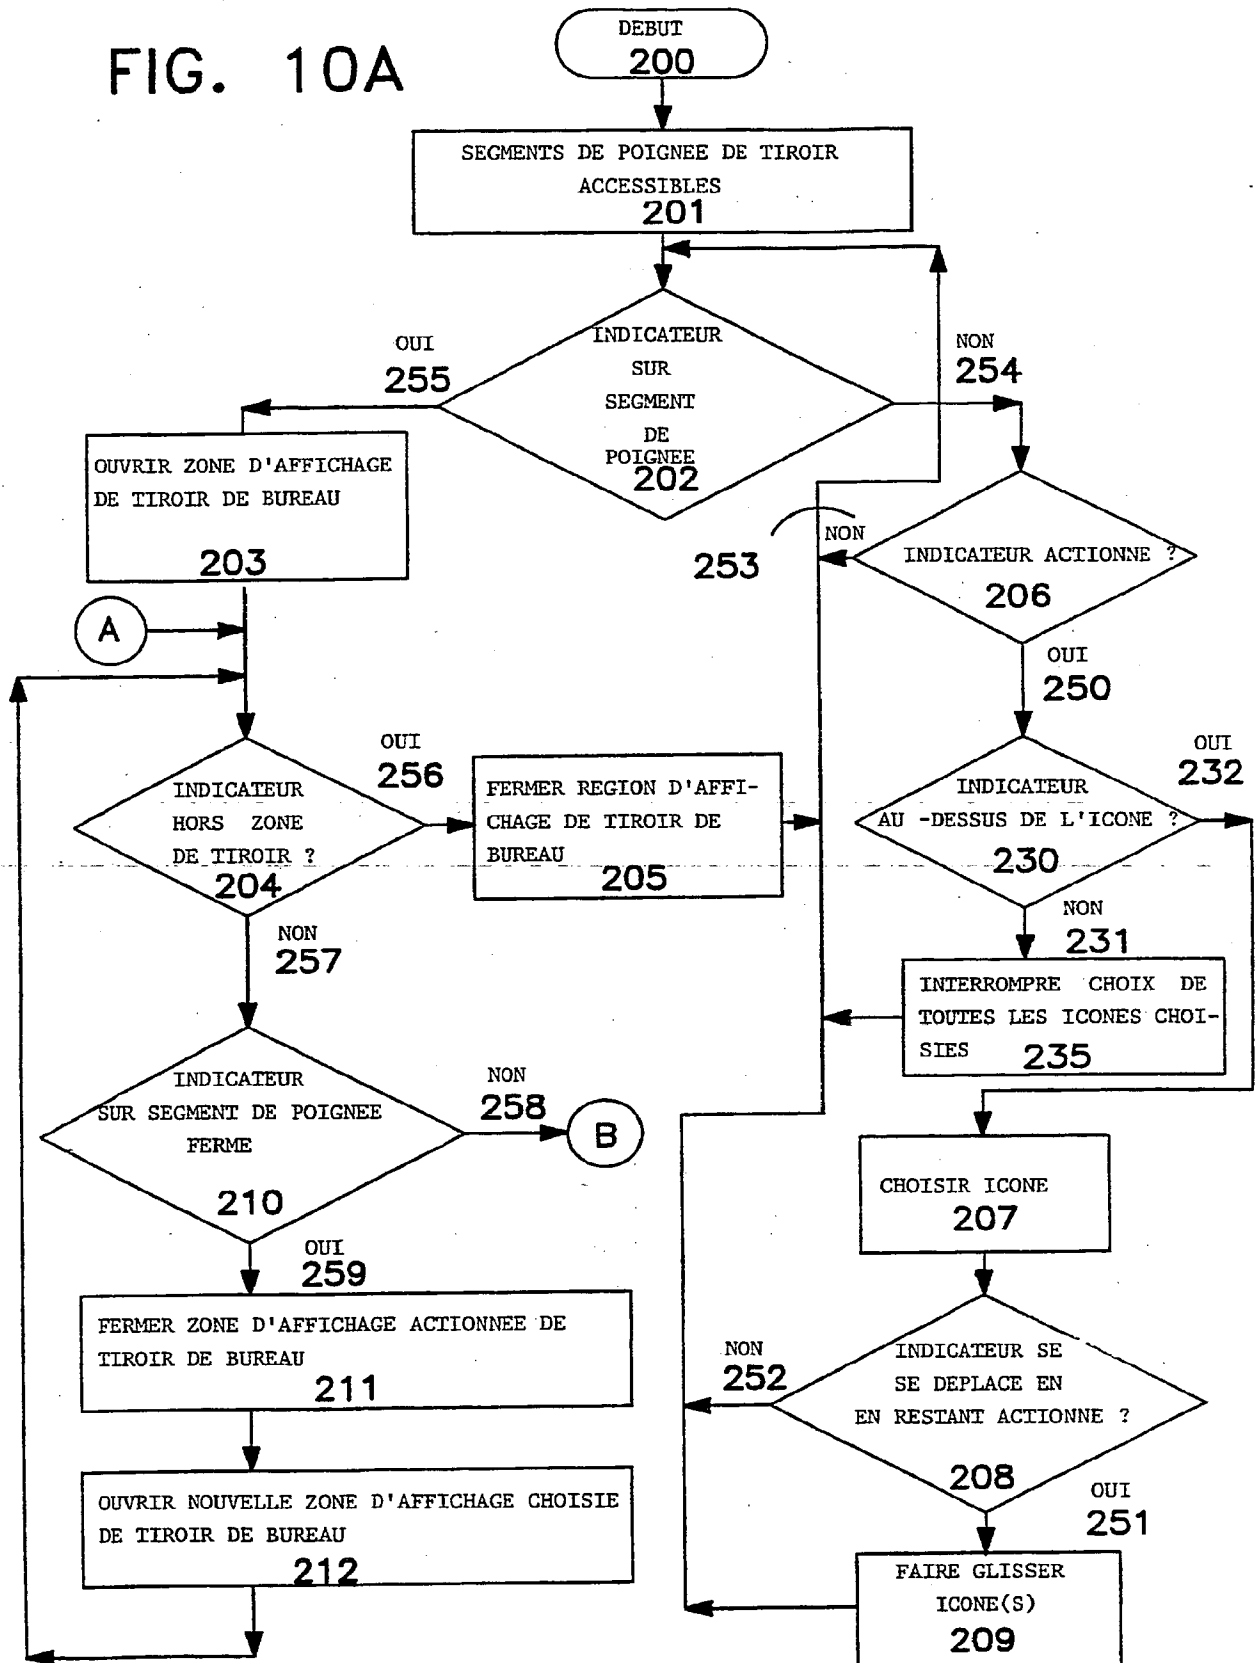 FIG. 10A
DEBUT
200
SEGMENTS DE POIGNEE DE TIROIR
ACCESSIBLES
201
INDICATEUR
SUR
SEGMENT
DE
POIGNEE
202
OUI
255
NON
254
OUVRIR ZONE D'AFFICHAGE
DE TIROIR DE BUREAU
203
NON
253
INDICATEUR ACTIONNE ?
206
A
OUI
250
INDICATEUR
HORS ZONE
DE TIROIR ?
204
OUI
256
FERMER REGION D'AFFI-
CHAGE DE TIROIR DE
BUREAU
205
INDICATEUR
AU -DESSUS DE L'ICONE ?
230
OUI
232
NON
257
NON
231
INTERROMPRE CHOIX DE
TOUTES LES ICONES CHOI-
SIES
235
INDICATEUR
SUR SEGMENT DE POIGNEE
FERME
210
NON
258
B
CHOISIR ICONE
207
OUI
259
FERMER ZONE D'AFFICHAGE ACTIONNEE DE
TIROIR DE BUREAU
211
INDICATEUR SE
SE DEPLACE EN
EN RESTANT ACTIONNE ?
208
NON
252
OUI
251
OUVRIR NOUVELLE ZONE D'AFFICHAGE CHOISIE
DE TIROIR DE BUREAU
212
FAIRE GLISSER
ICONE(S)
209